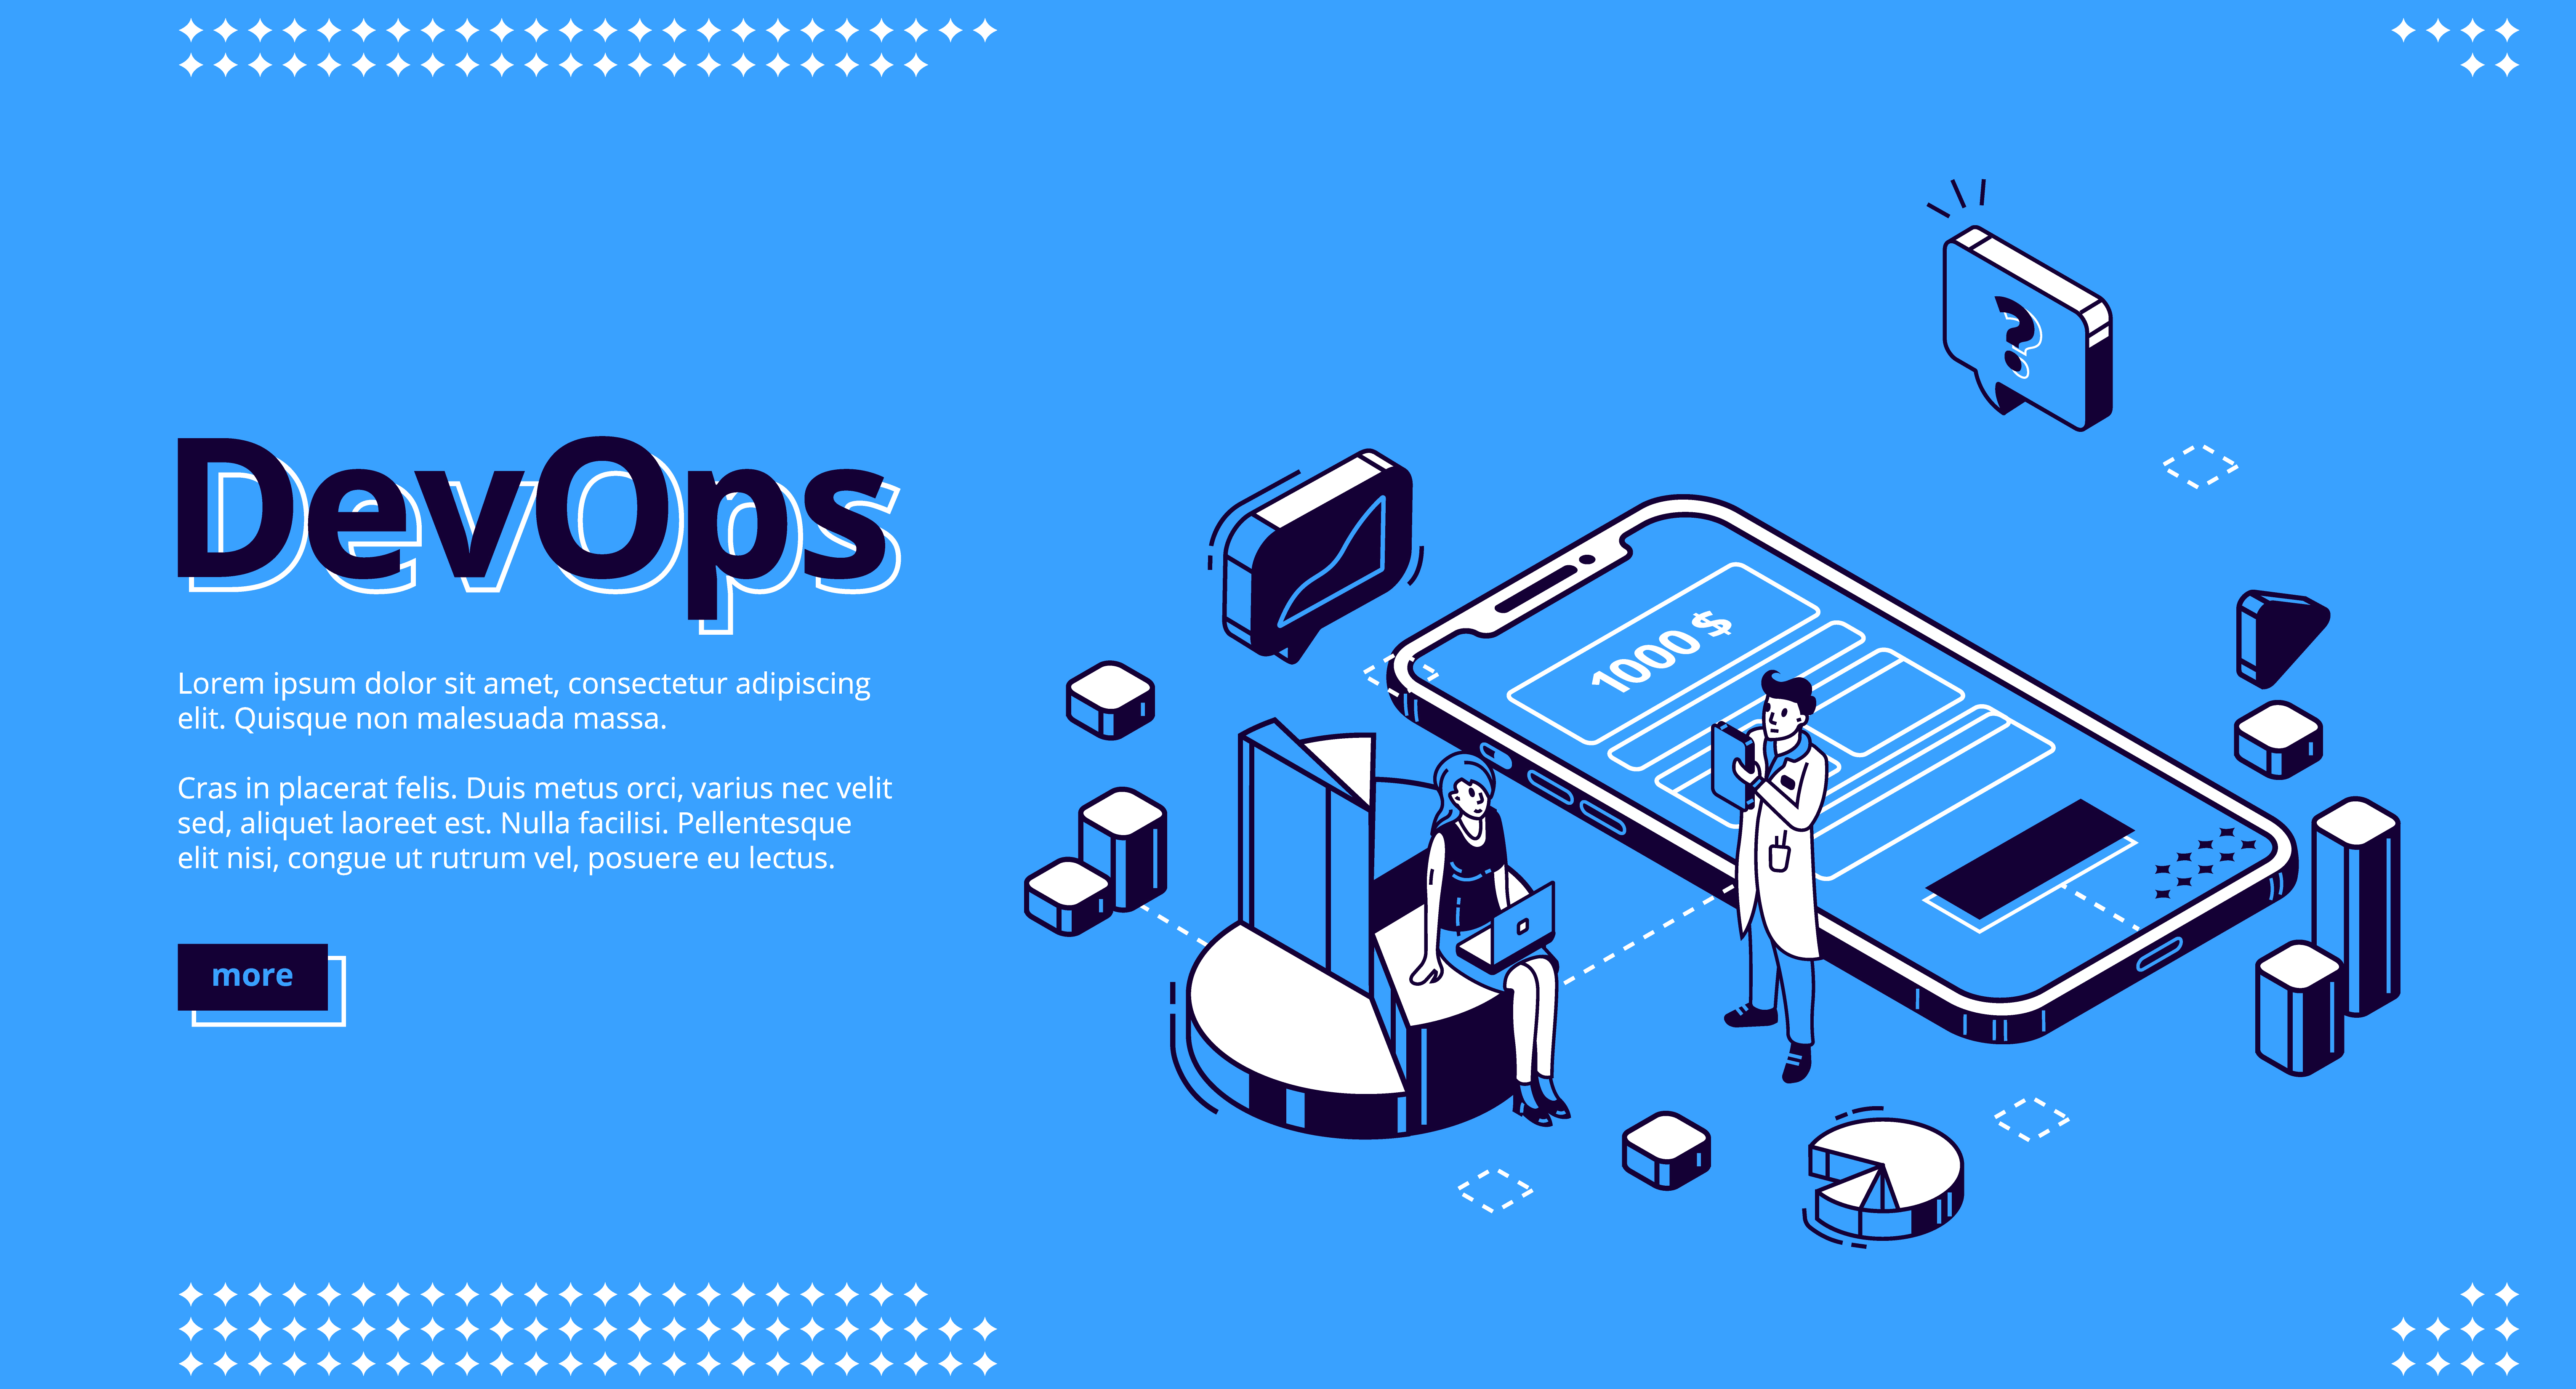 DevOps
Lorem ipsum dolor sit amet, consectetur adipiscing
elit. Quisque non malesuada massa.
Cras in placerat felis. Duis metus orci, varius nec velit
sed, aliquet laoreet est. Nulla facilisi. Pellentesque
elit nisi, congue ut rutrum vel, posuere eu lectus.
more
?
1000 $